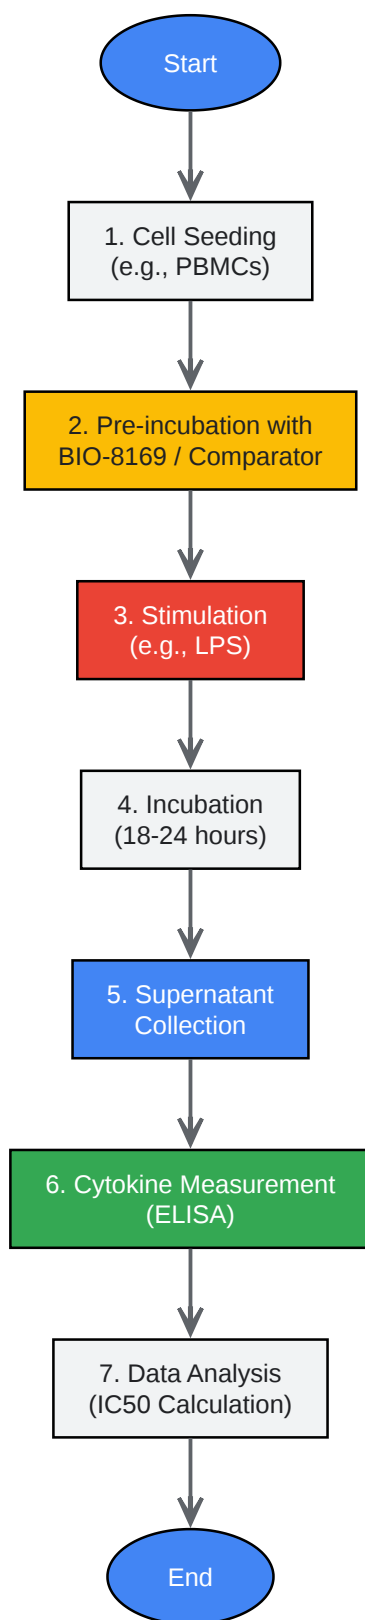 Start
1. Cell Seeding
(e.g., PBMCs)
2. Pre-incubation with
BIO-8169 / Comparator
3. Stimulation
(e.g., LPS)
4. Incubation
(18-24 hours)
5. Supernatant
Collection
6. Cytokine Measurement
(ELISA)
7. Data Analysis
(IC50 Calculation)
End